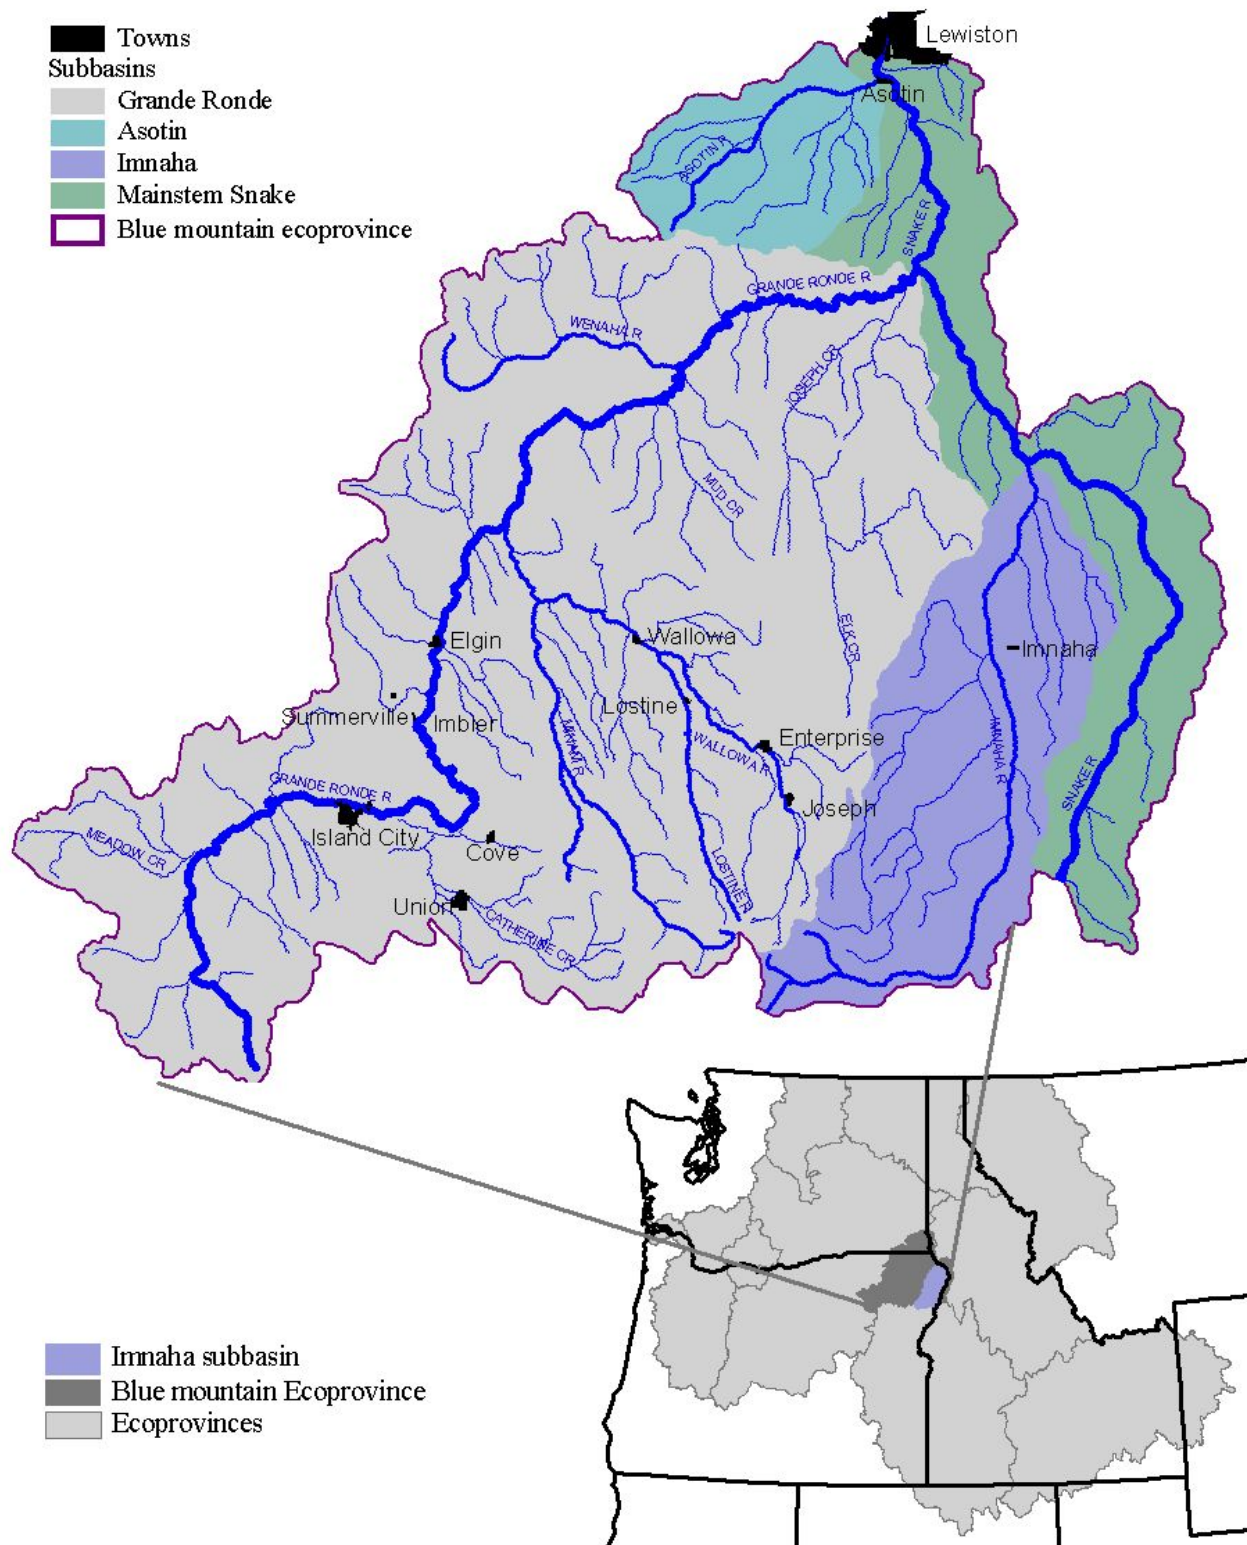 Towns
Subbasins
Grande Ronde
Asotin
Imnaha
Mainstem Snake
Blue mountain ecoprovince
Lewiston
Asotin
ASOTIN R
SNAKE R
GRANDE RONDE R
WENAHA R
JOSEPH CR
MUD CR
ELK CR
Elgin
Wallowa
Imnaha
Summerville
Imbler
Lostine
MINAM R
WALLOWA R
Enterprise
IMNAHA R
SNAKE R
GRANDE RONDE R
Joseph
Island City
MEADOW CR
Cove
LOSTINE R
Union
CATHERINE CR
Imnaha subbasin
Blue mountain Ecoprovince
Ecoprovinces